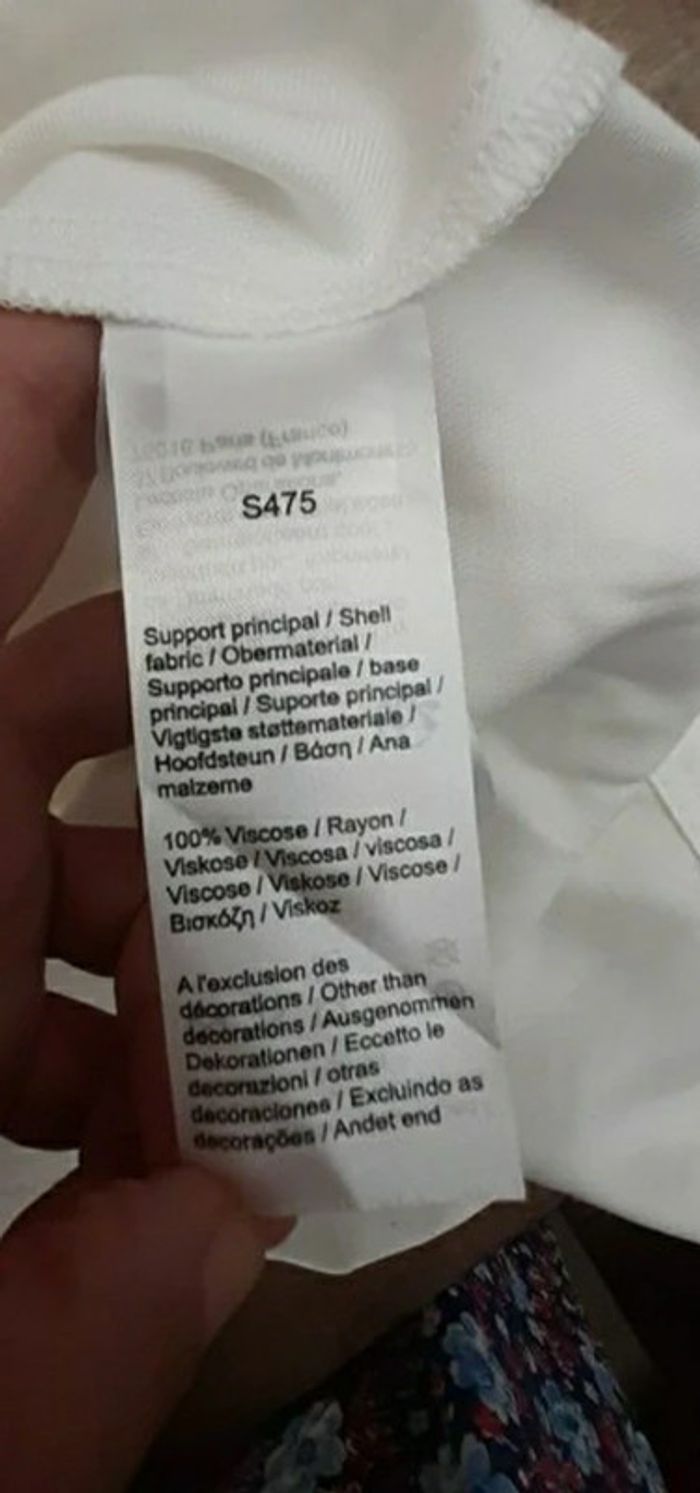 S475
Support principal / Shell
fabric / Obermaterial /
Supporto principale / base
principal / Suporte principal /
Vigtigste støttemateriale /
Hoofdsteun / Βάση / Ana
malzeme
100% Viscose / Rayon /
Viskose / Viscosa / viscosa /
Viscose / Viskose / Viscose /
Βισκόζη / Viskoz
A l'exclusion des
décorations / Other than
decorations / Ausgenommen
Dekorationen / Eccetto le
decorazioni / otras
decoraciones / Excluindo as
decorações / Andet end